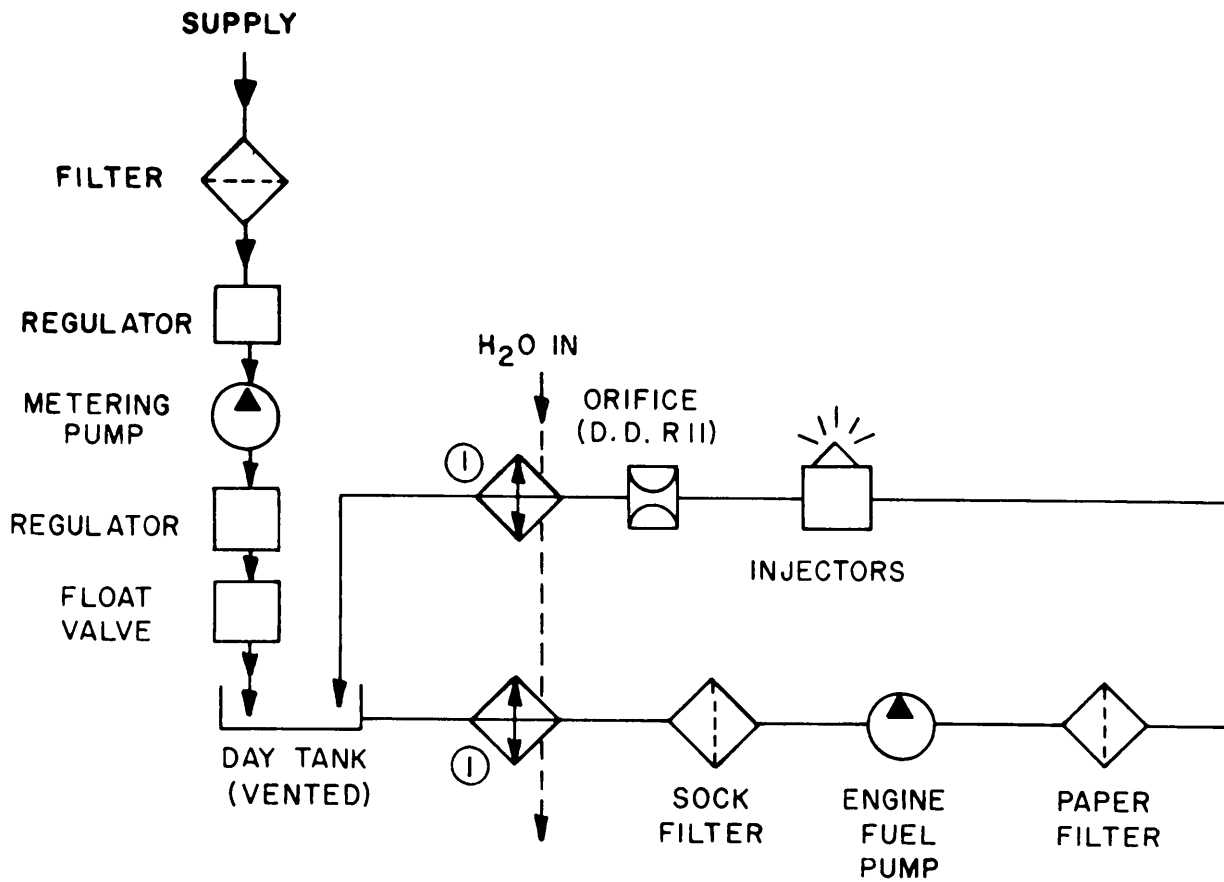 SUPPLY
FILTER
REGULATOR
METERING
PUMP
REGULATOR
FLOAT
VALVE
DAY TANK
(VENTED)
H2O IN
1
ORIFICE
(D.D. R11)
INJECTORS
1
SOCK
FILTER
ENGINE
FUEL
PUMP
PAPER
FILTER